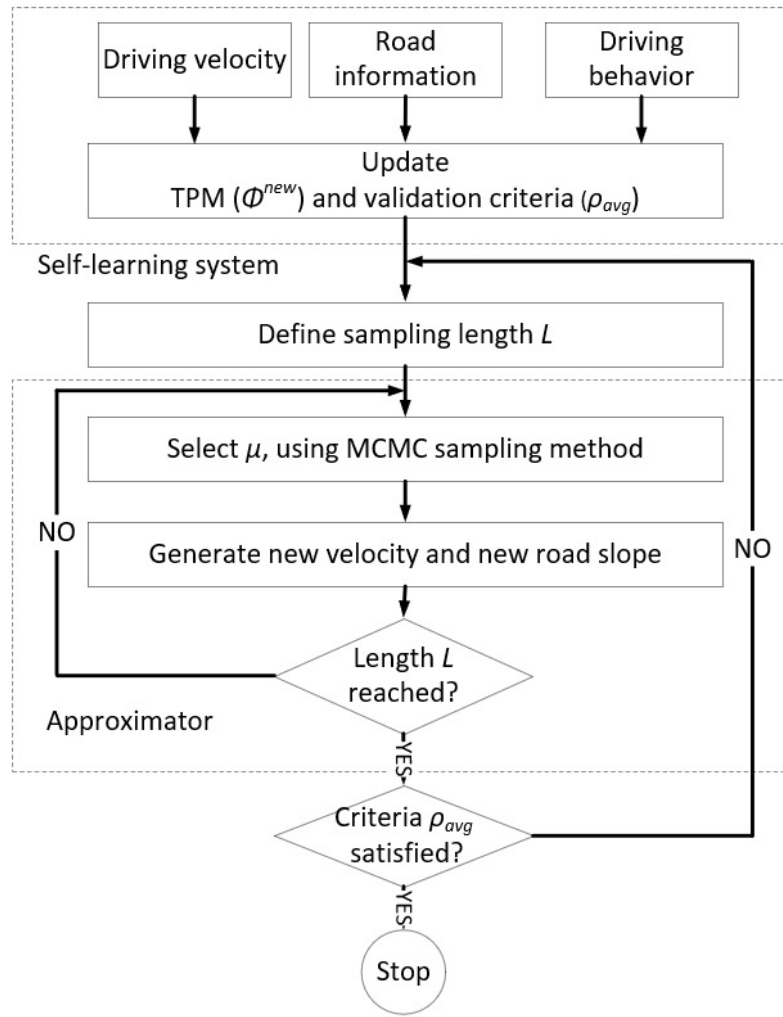 Driving velocity
Road
information
Driving
behavior
Update
TPM (Φ^new) and validation criteria (ρavg)
Self-learning system
Define sampling length L
Select μ, using MCMC sampling method
NO
Generate new velocity and new road slope
NO
Length L
reached?
Approximator
YES
Criteria ρavg
satisfied?
YES
Stop